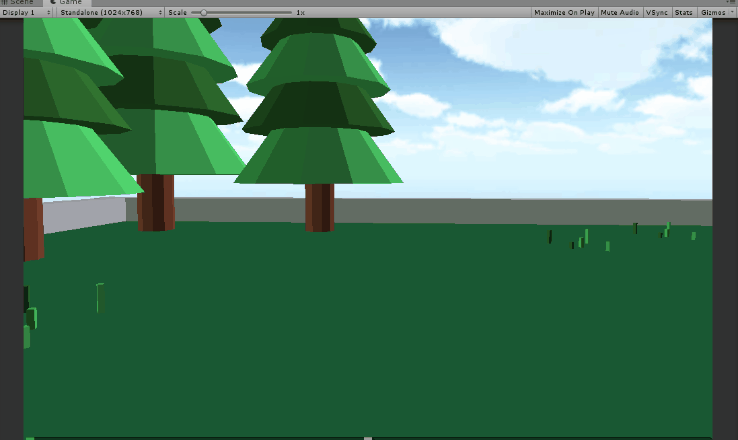 Scene Game
Display 1 Standalone (1024x768) Scale 1x Maximize On Play Mute Audio VSync Stats Gizmos